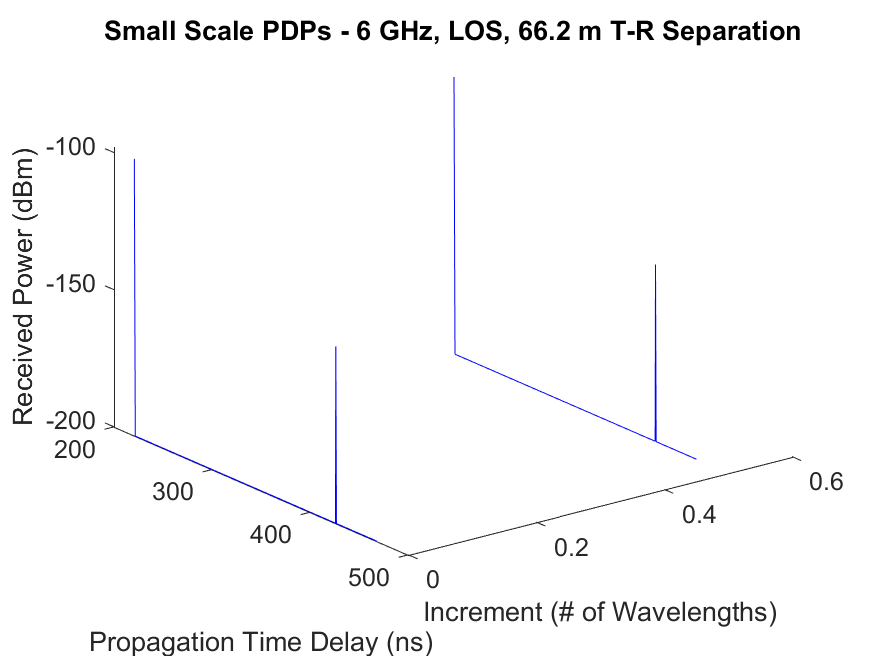 Small Scale PDPs - 6 GHz, LOS, 66.2 m T-R Separation
Received Power (dBm)
-100
-150
-200
200
300
400
500
0
0.2
0.4
0.6
Increment (# of Wavelengths)
Propagation Time Delay (ns)